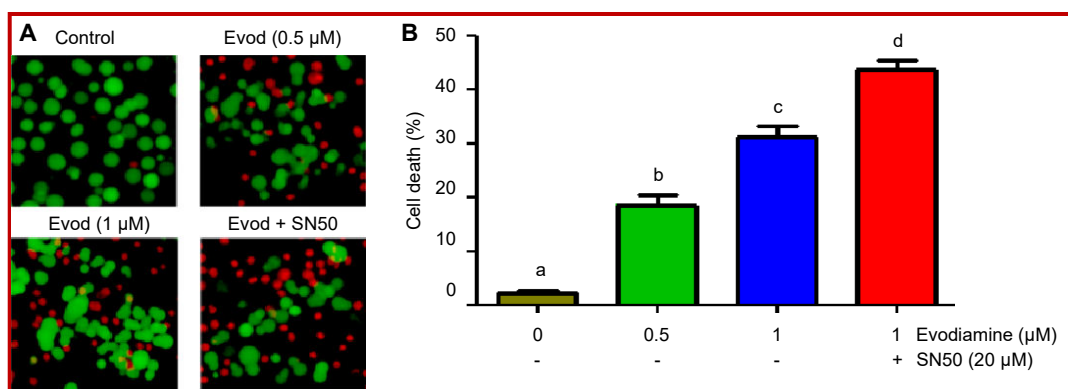 A
Control
Evod (0.5 µM)
Evod (1 µM)
Evod + SN50
B
Cell death (%)
50
40
30
20
10
0
a
b
c
d
0 0.5 1 1 Evodiamine (µM)
- - - + SN50 (20 µM)